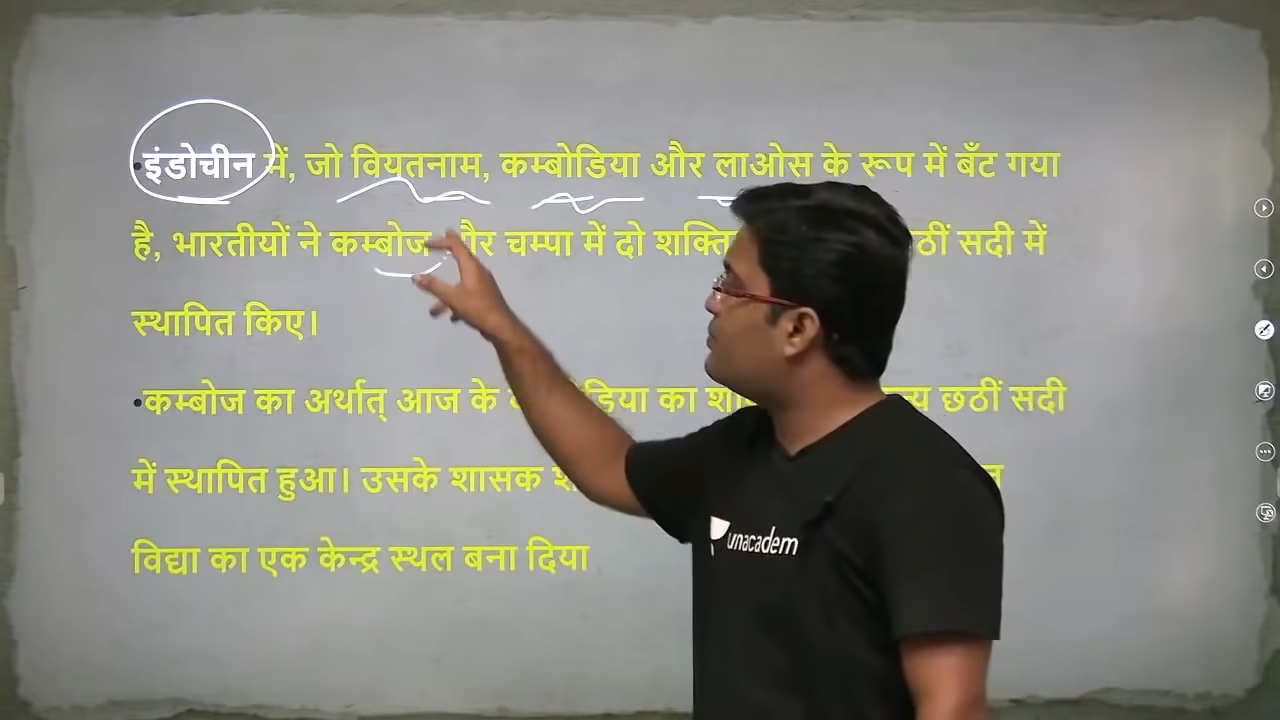 •इंडोचीन में, जो वियतनाम, कम्बोडिया और लाओस के रूप में बँट गया
है, भारतीयों ने कम्बोज और चम्पा में दो सदी में
स्थापित किए।
•कम्बोज का अर्थात् आज के का छठीं सदी
में स्थापित हुआ। उसके शासक
विद्या का एक केन्द्र स्थल बना दिया
unacadem